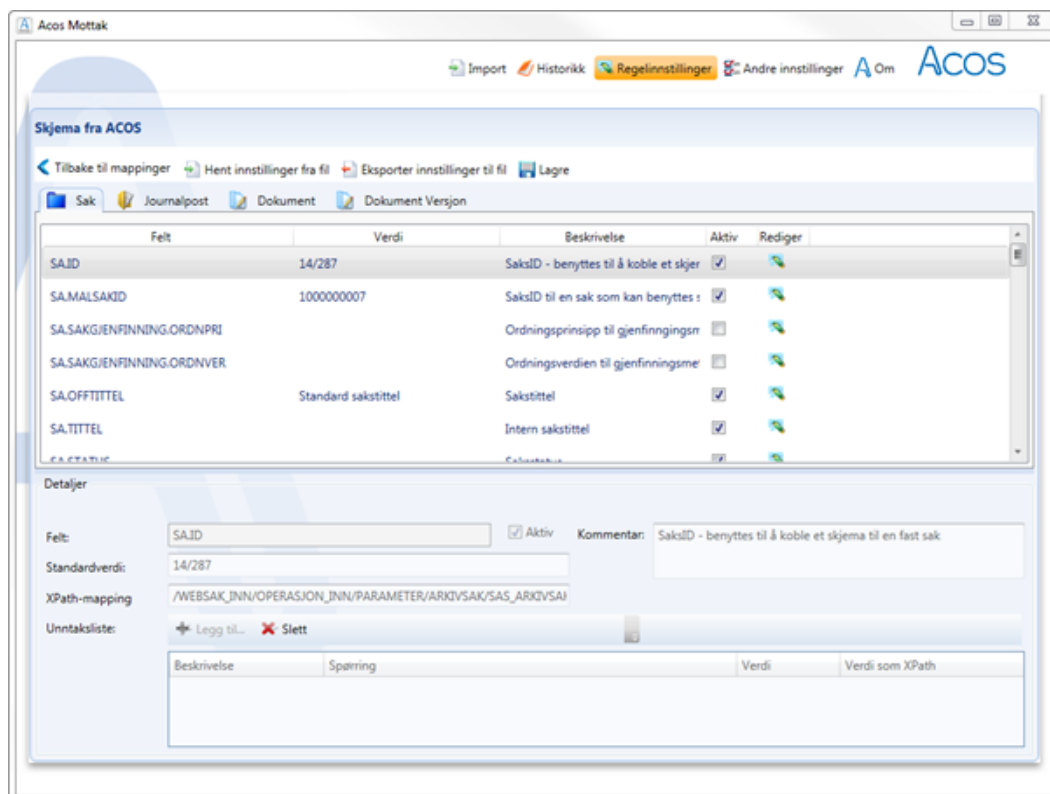 Acos Mottak
Import Historikk Regelinnstillinger Andre innstillinger Om ACOS
Skjema fra ACOS
Tilbake til mappinger Hent innstillinger fra fil Eksporter innstillinger til fil Lagre
Sak Journalpost Dokument Dokument Versjon
Felt Verdi Beskrivelse Aktiv Rediger
SA.ID 14/287 SaksID - benyttes til å koble et skjer
SA.MALSAKID 1000000007 SaksID til en sak som kan benyttes s
SA.SAKGJENFINNING.ORDNPRI Ordningsprinsipp til gjenfinngingsm
SA.SAKGJENFINNING.ORDNVER Ordningsverdien til gjenfinningsme
SA.OFFTITTEL Standard sakstittel Sakstittel
SA.TITTEL Intern sakstittel
SA.STATUS Saksstatus
Detaljer
Felt: SA.ID Aktiv Kommentar: SaksID - benyttes til å koble et skjema til en fast sak
Standardverdi: 14/287
XPath-mapping /WEBSAK_INN/OPERASJON_INN/PARAMETER/ARKIVSAK/SAS_ARKIVSAK
Unntaksliste: Legg til... Slett
Beskrivelse Spørring Verdi Verdi som XPath